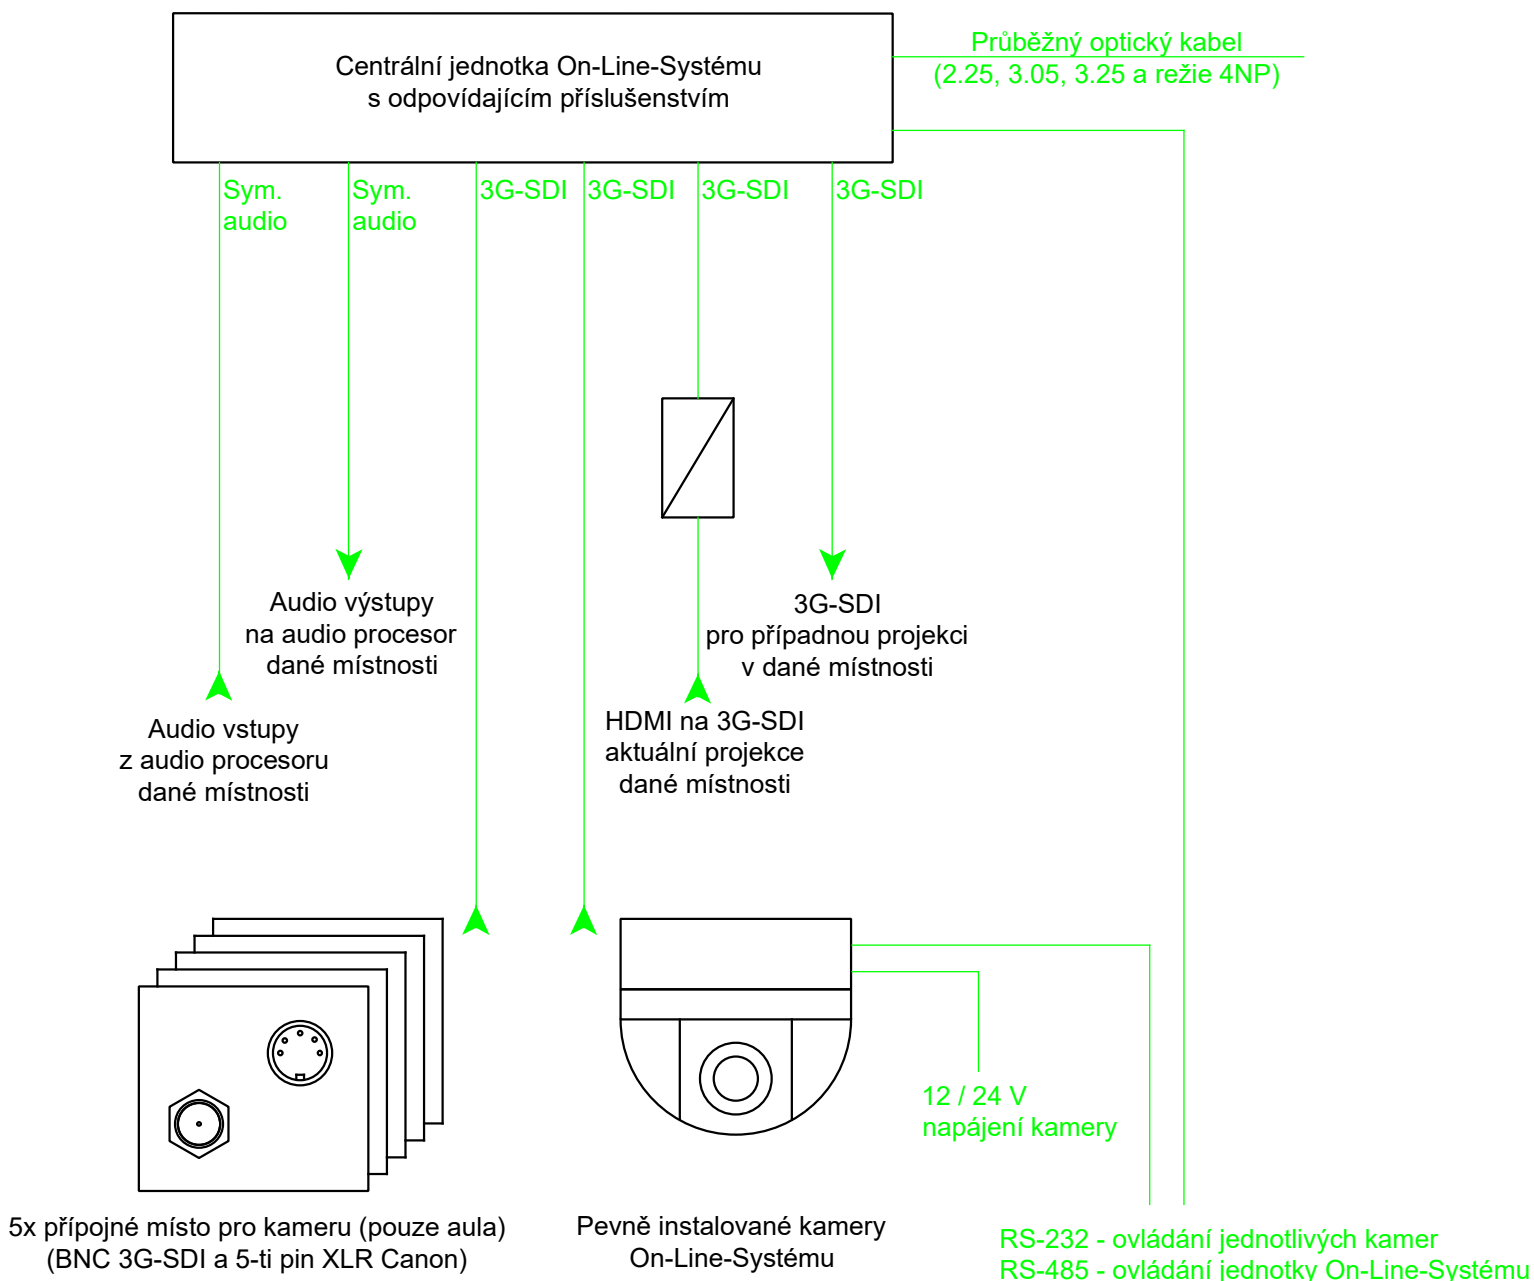 Centrální jednotka On-Line-Systému
s odpovídajícím příslušenstvím
Průběžný optický kabel
(2.25, 3.05, 3.25 a režie 4NP)
Sym.
audio
Sym.
audio
3G-SDI
3G-SDI
3G-SDI
3G-SDI
Audio výstupy
na audio procesor
dané místnosti
3G-SDI
pro případnou projekci
v dané místnosti
Audio vstupy
z audio procesoru
dané místnosti
HDMI na 3G-SDI
aktuální projekce
dané místnosti
12 / 24 V
napájení kamery
5x přípojné místo pro kameru (pouze aula)
(BNC 3G-SDI a 5-ti pin XLR Canon)
Pevně instalované kamery
On-Line-Systému
RS-232 - ovládání jednotlivých kamer
RS-485 - ovládání jednotky On-Line-Systému